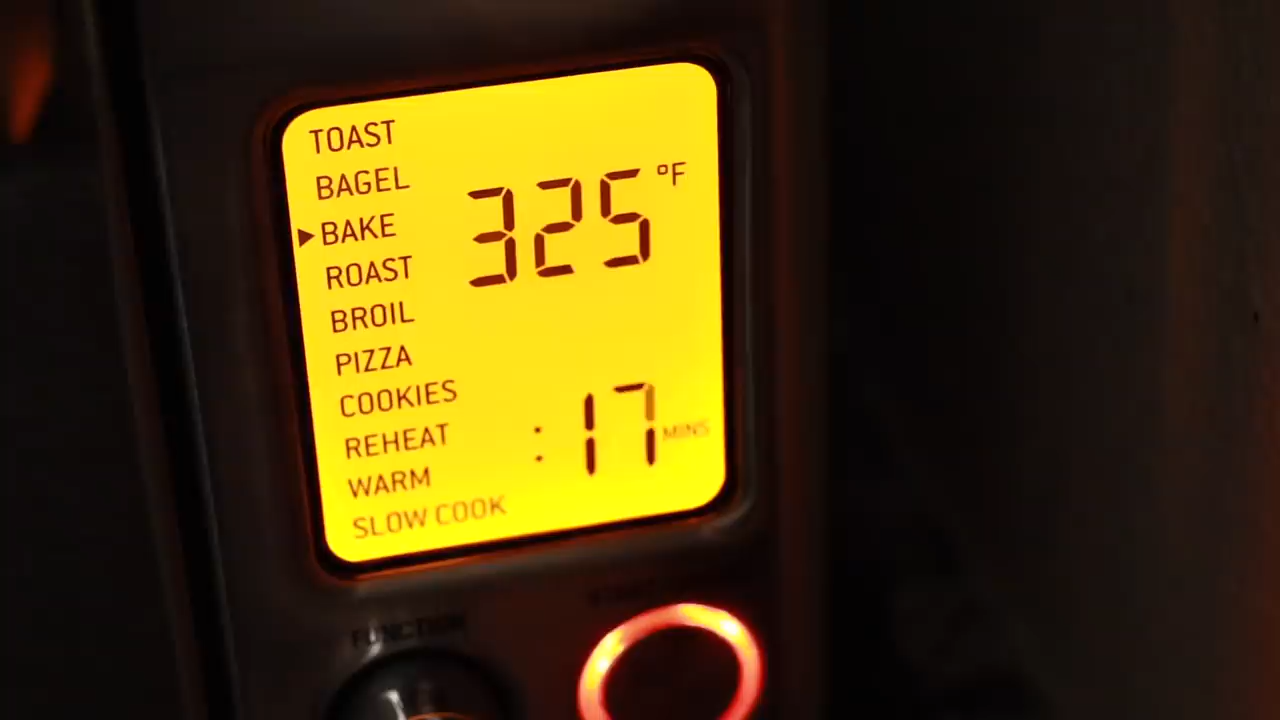 TOAST
BAGEL
325 °F
▶BAKE
ROAST
BROIL
PIZZA
COOKIES
:17 MINS
REHEAT
WARM
SLOW COOK
FUNCTION